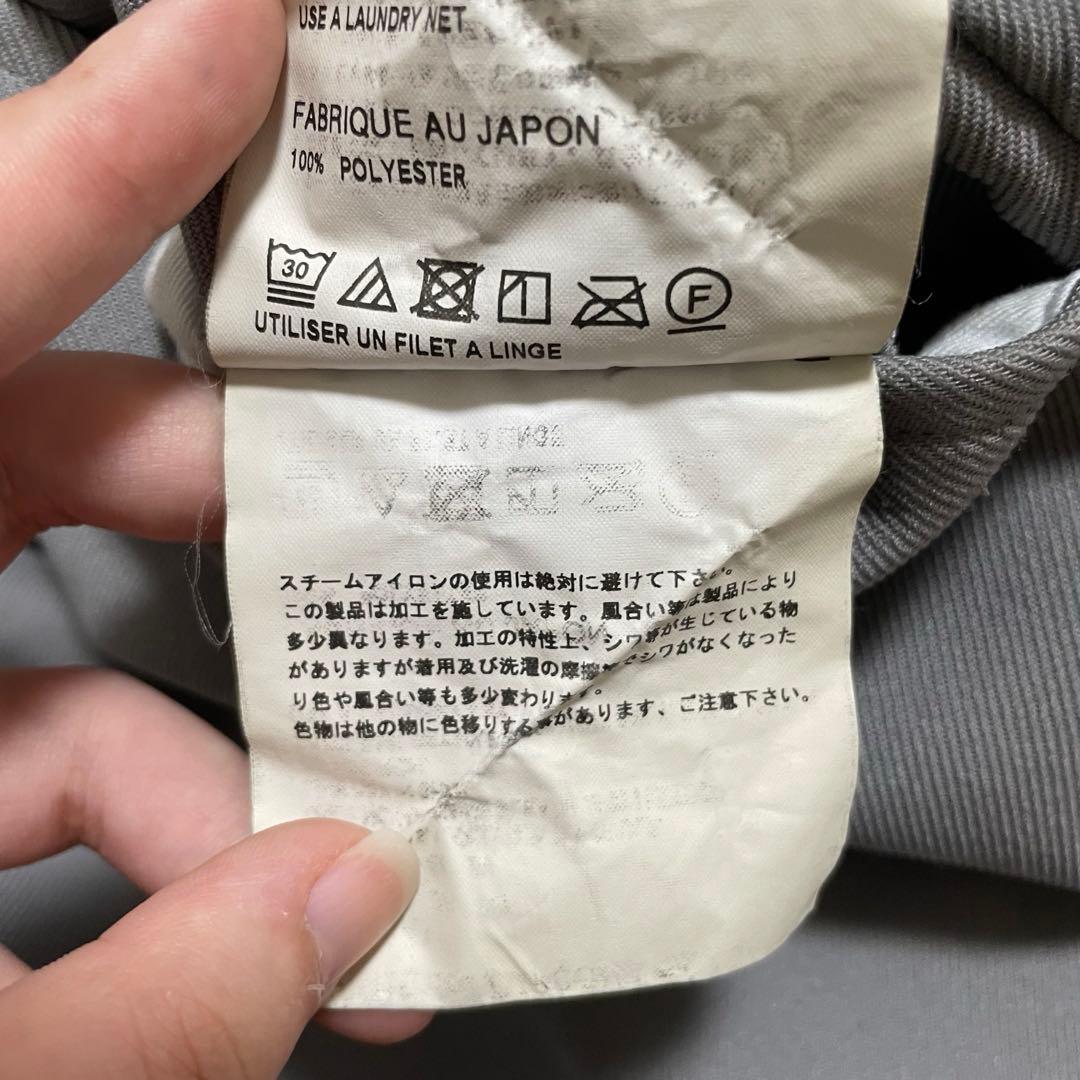 USE A LAUNDRY NET
FABRIQUE AU JAPON
100% POLYESTER
30 F
UTILISER UN FILET A LINGE
スチームアイロンの使用は絶対に避けて下さい。
この製品は加工を施しています。風合い等は製品により
多少異なります。加工の特性上、シワ等が生じている物
がありますが着用及び洗濯の摩擦等でシワがなくなった
り色や風合い等も多少変わります。
色物は他の物に色移りする事があります、ご注意下さい。